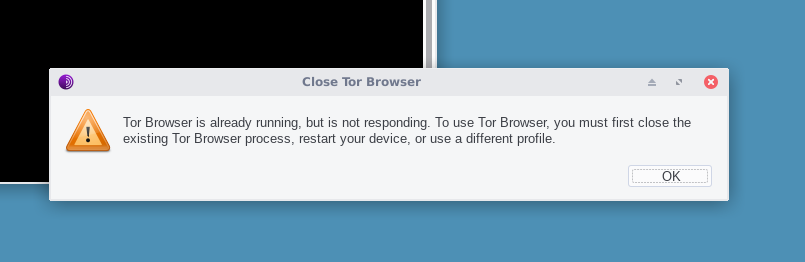 Close Tor Browser
Tor Browser is already running, but is not responding. To use Tor Browser, you must first close the
existing Tor Browser process, restart your device, or use a different profile.
OK